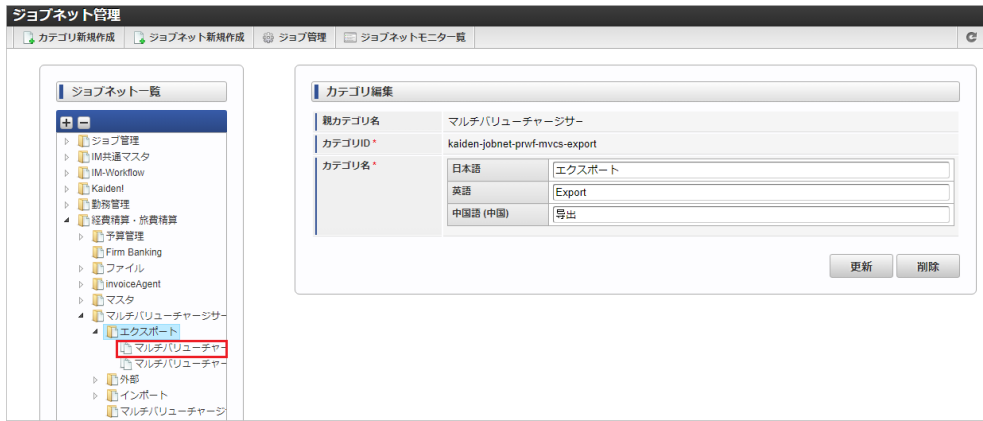 ジョブネット管理
カテゴリ新規作成 ジョブネット新規作成 ジョブ管理 ジョブネットモニター覧
ジョブネット一覧
ジョブ管理
IM共通マスタ
IM-Workflow
Kaiden!
勤務管理
経費精算・旅費精算
予算管理
Firm Banking
ファイル
invoiceAgent
マスタ
マルチバリューチャージサー
エクスポート
マルチバリューチャー
マルチバリューチャー
外部
インポート
マルチバリューチャージ
カテゴリ編集
親カテゴリ名 マルチバリューチャージサー
カテゴリID * kaiden-jobnet-prwf-mvcs-export
カテゴリ名 * 日本語 エクスポート
英語 Export
中国語 (中国) 导出
更新 削除